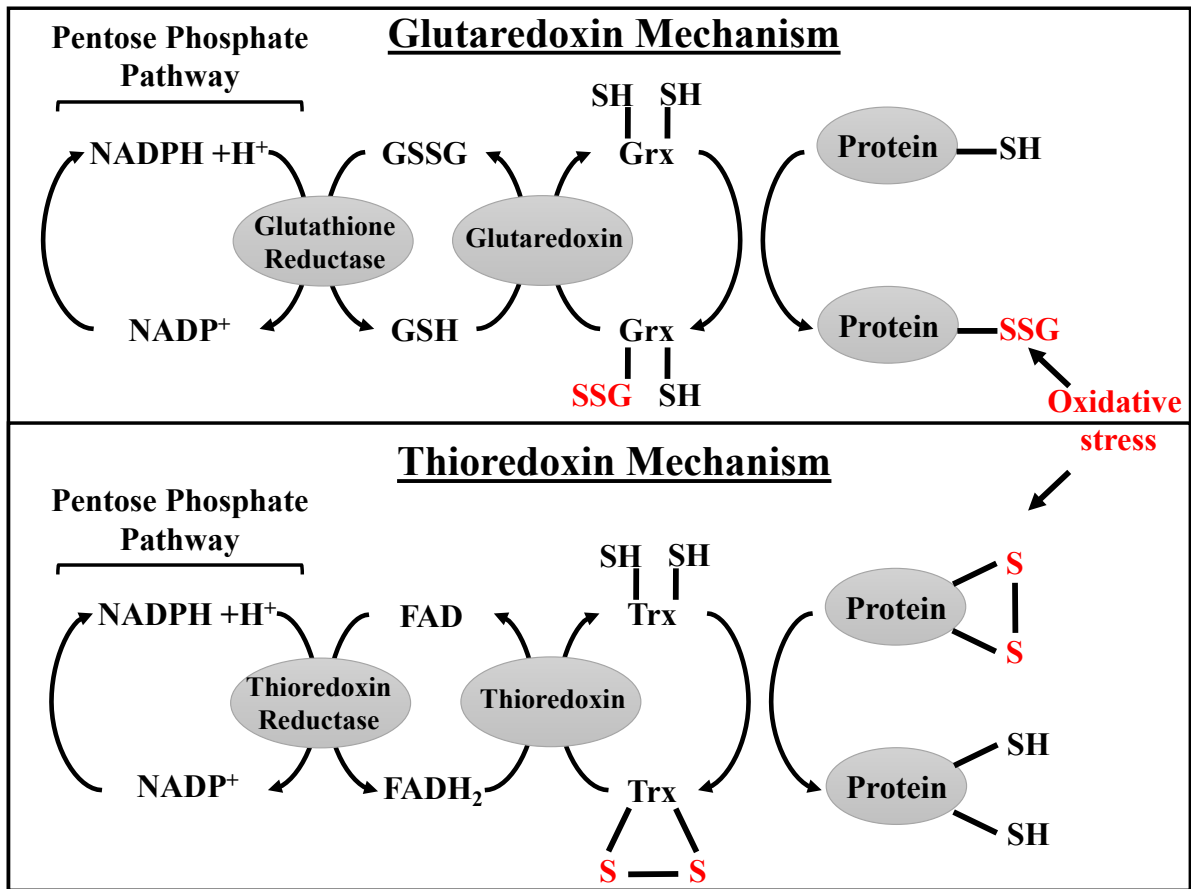 Glutaredoxin Mechanism
Pentose Phosphate
Pathway
SH SH
NADPH +H⁺ GSSG Grx Protein SH
Glutathione
Reductase
Glutaredoxin
NADP⁺ GSH Grx Protein SSG
SSG SH
Oxidative
stress
Thioredoxin Mechanism
Pentose Phosphate
Pathway
SH SH
S
NADPH +H⁺ FAD Trx Protein
S
Thioredoxin
Reductase
Thioredoxin
SH
NADP⁺ FADH₂ Trx Protein
SH
S S